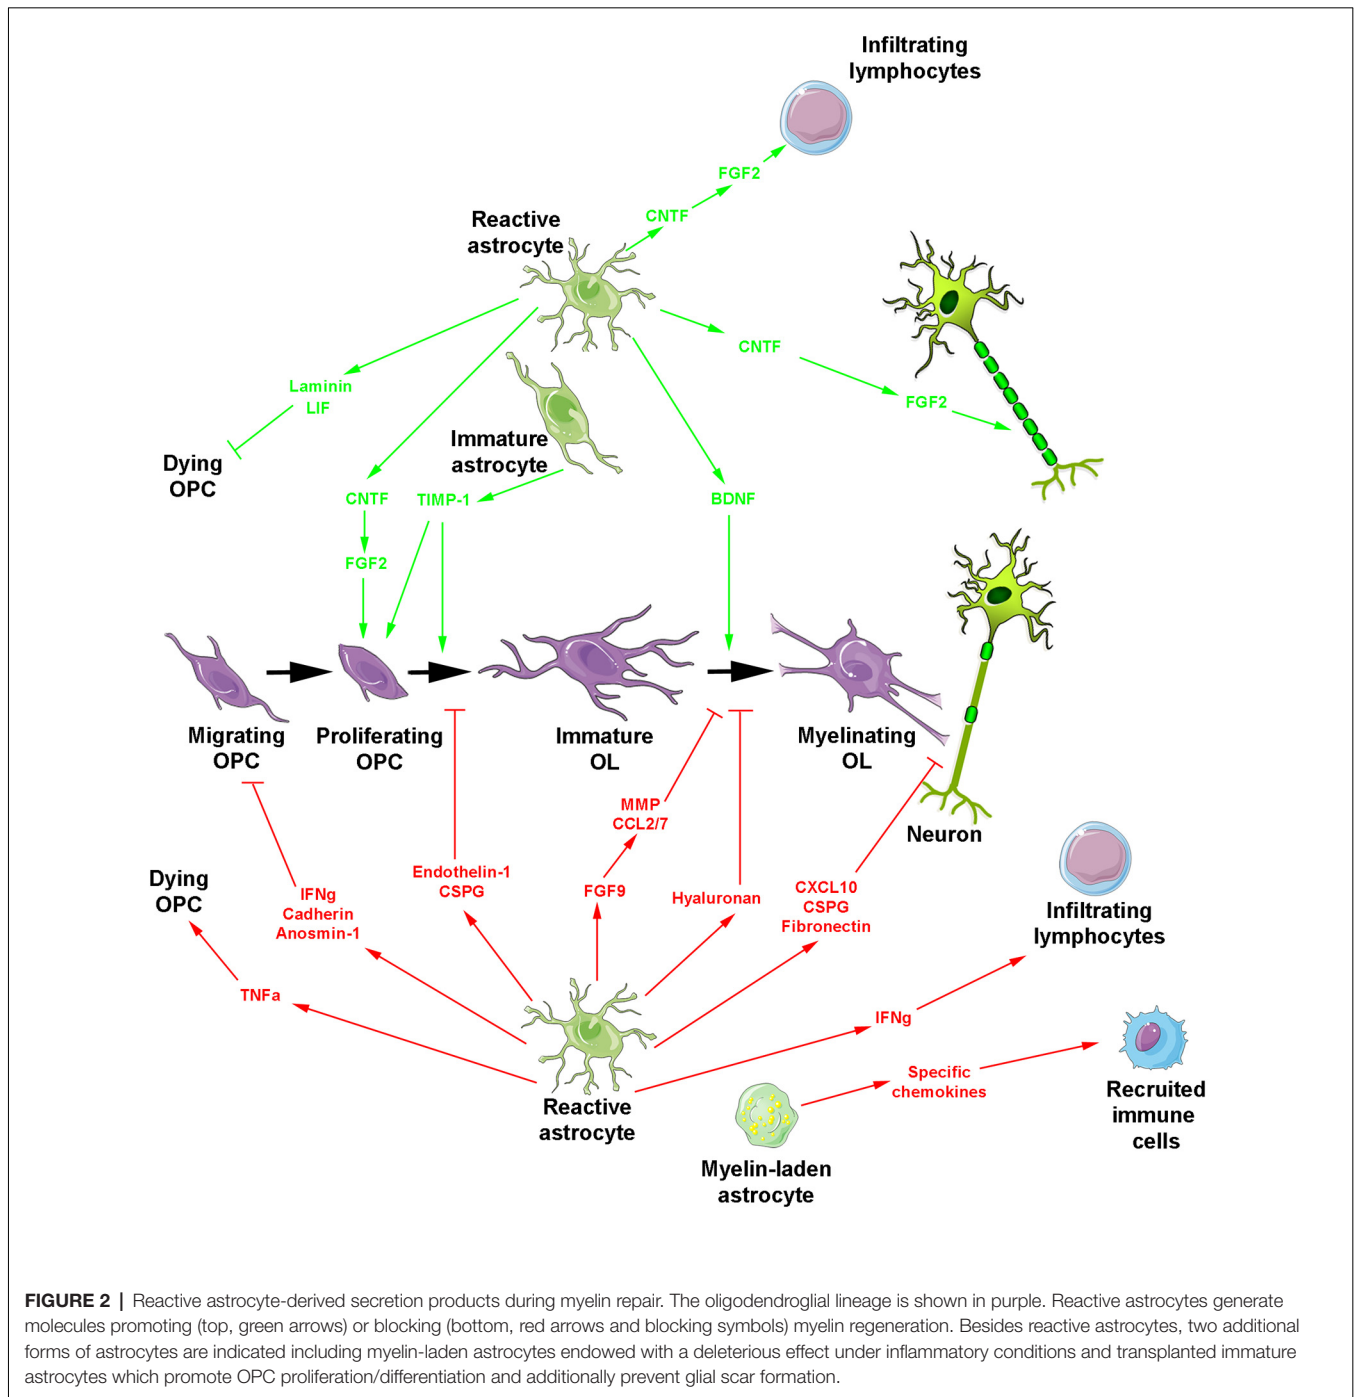 Infiltrating
lymphocytes
FGF2
CNTF
Reactive
astrocyte
CNTF
FGF2
Laminin
LIF
Immature
astrocyte
Dying
OPC
CNTF
TIMP-1
BDNF
FGF2
Migrating
OPC
Proliferating
OPC
Immature
OL
Myelinating
OL
Neuron
MMP
CCL2/7
Dying
OPC
IFNg
Cadherin
Anosmin-1
Endothelin-1
CSPG
FGF9
Hyaluronan
CXCL10
CSPG
Fibronectin
Infiltrating
lymphocytes
TNFa
IFNg
Specific
chemokines
Recruited
immune
cells
Reactive
astrocyte
Myelin-laden
astrocyte
FIGURE 2 | Reactive astrocyte-derived secretion products during myelin repair. The oligodendroglial lineage is shown in purple. Reactive astrocytes generate
molecules promoting (top, green arrows) or blocking (bottom, red arrows and blocking symbols) myelin regeneration. Besides reactive astrocytes, two additional
forms of astrocytes are indicated including myelin-laden astrocytes endowed with a deleterious effect under inflammatory conditions and transplanted immature
astrocytes which promote OPC proliferation/differentiation and additionally prevent glial scar formation.